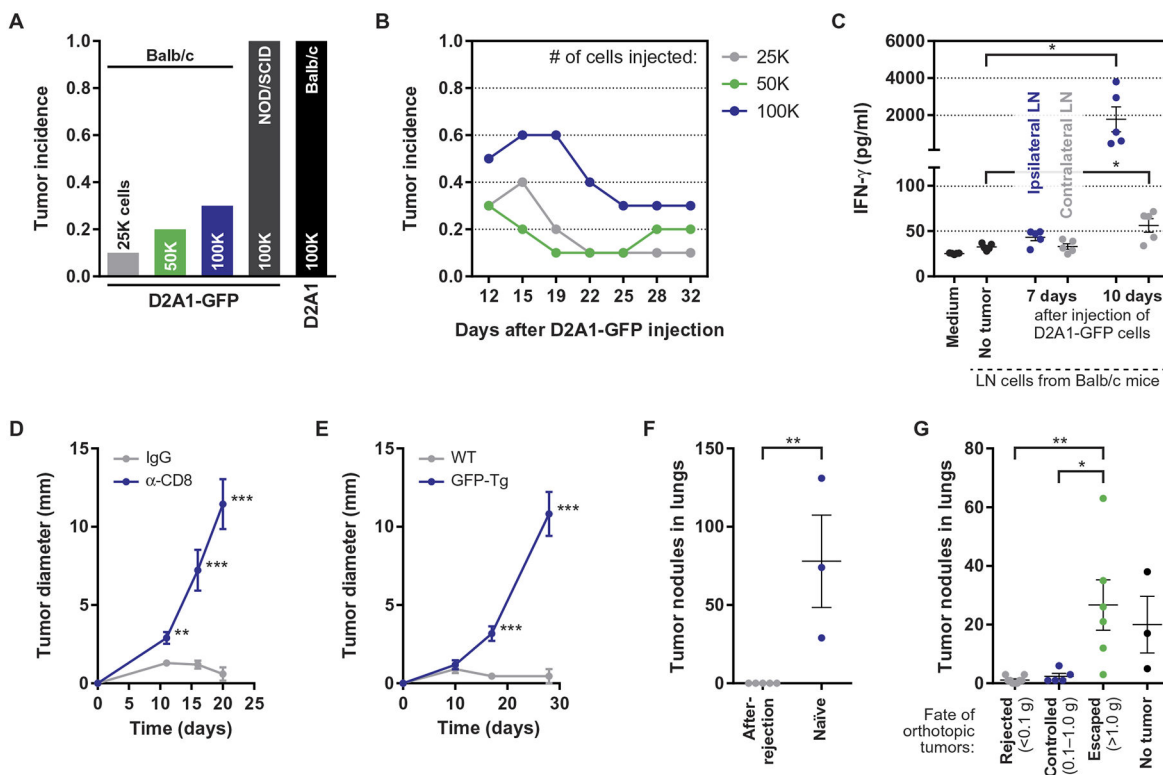 A
Tumor incidence
1.0
0.8
0.6
0.4
0.2
0.0
Balb/c
25K cells
50K
100K
NOD/SCID
100K
Balb/c
100K
D2A1-GFP
D2A1
B
Tumor incidence
1.0
0.8
0.6
0.4
0.2
0.0
# of cells injected:
25K
50K
100K
12 15 19 22 25 28 32
Days after D2A1-GFP injection
C
IFN-γ (pg/ml)
6000
4000
2000
100
50
0
*
*
Ipsilateral LN
Contralateral LN
Medium
No tumor
7 days 10 days
after injection of
D2A1-GFP cells
LN cells from Balb/c mice
D
Tumor diameter (mm)
15
10
5
0
IgG
α-CD8
***
***
**
0 5 10 15 20 25
Time (days)
E
Tumor diameter (mm)
15
10
5
0
WT
GFP-Tg
***
***
0 10 20 30
Time (days)
F
Tumor nodules in lungs
150
100
50
0
**
After-
rejection
Naïve
G
Tumor nodules in lungs
80
60
40
20
0
**
*
Fate of
orthotopic
tumors:
Rejected
(<0.1 g)
Controlled
(0.1–1.0 g)
Escaped
(>1.0 g)
No tumor